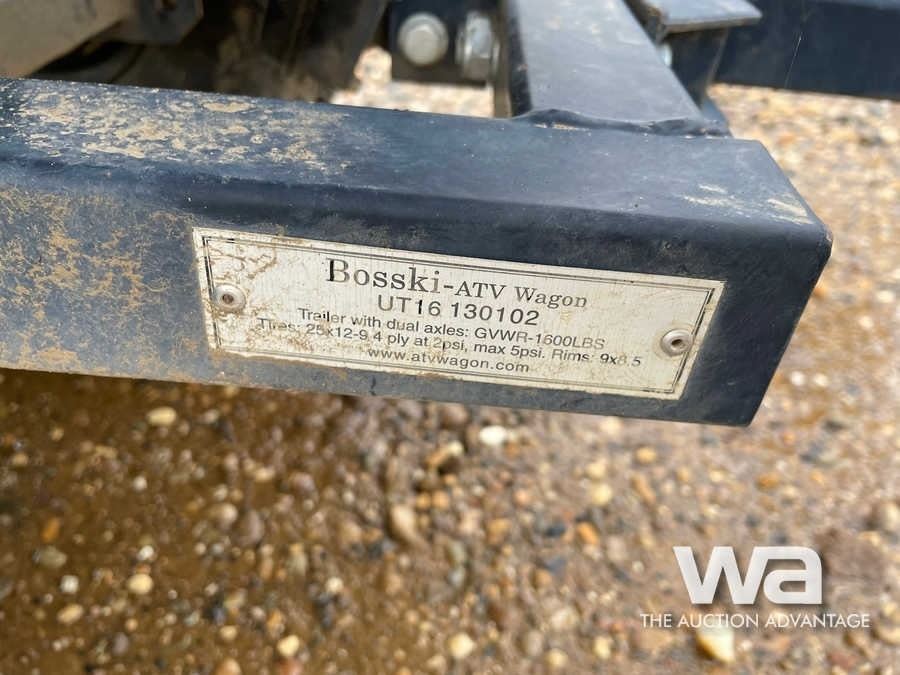 Bosski-ATV Wagon
UT16 130102
Trailer with dual axles: GVWR-1600LBS
Tires: 25x12-9,4 ply at 2psi, max 5psi. Rims: 9x8.5
www.atvwagon.com
wa
THE AUCTION ADVANTAGE